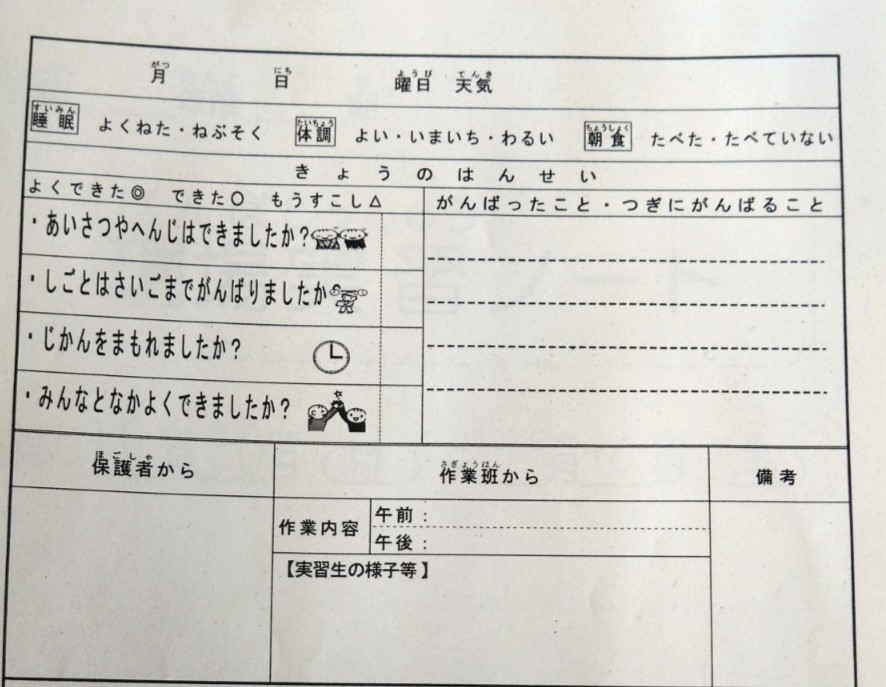 月 日 曜日 天気
睡眠 よくねた・ねぶそく 体調 よい・いまいち・わるい 朝食 たべた・たべていない
きょうのはんせい
よくできた◎ できた○ もうすこし△
がんばったこと・つぎにがんばること
・あいさつやへんじはできましたか?
・しごとはさいごまでがんばりましたか
・じかんをまもれましたか?
・みんなとなかよくできましたか?
保護者から
作業班から
備考
作業内容
午前:
午後:
【実習生の様子等】